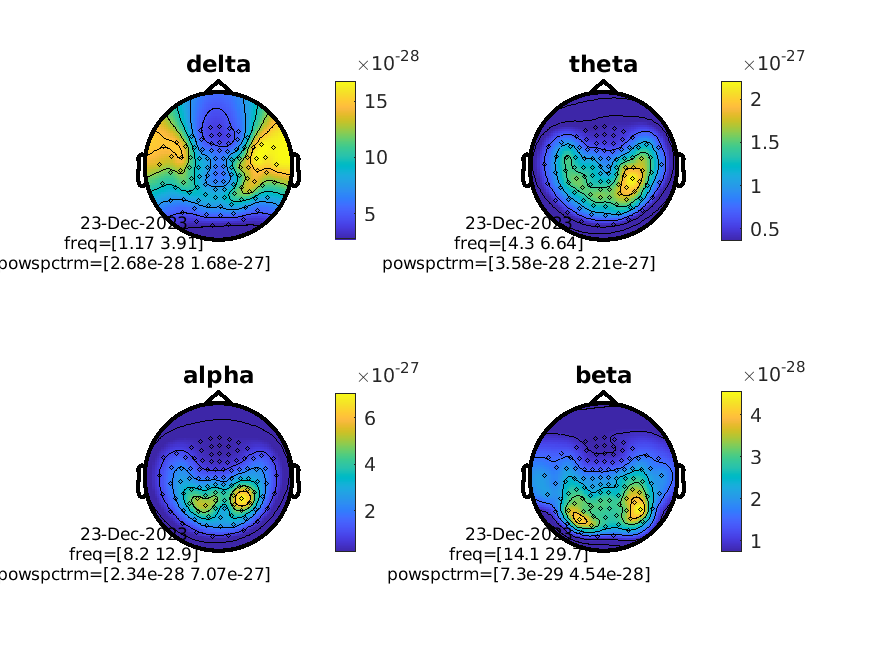 delta
×10-28
15
10
5
23-Dec-2023
freq=[1.17 3.91]
powspctrm=[2.68e-28 1.68e-27]
theta
×10-27
2
1.5
1
0.5
23-Dec-2023
freq=[4.3 6.64]
powspctrm=[3.58e-28 2.21e-27]
alpha
×10-27
6
4
2
23-Dec-2023
freq=[8.2 12.9]
powspctrm=[2.34e-28 7.07e-27]
beta
×10-28
4
3
2
1
23-Dec-2023
freq=[14.1 29.7]
powspctrm=[7.3e-29 4.54e-28]